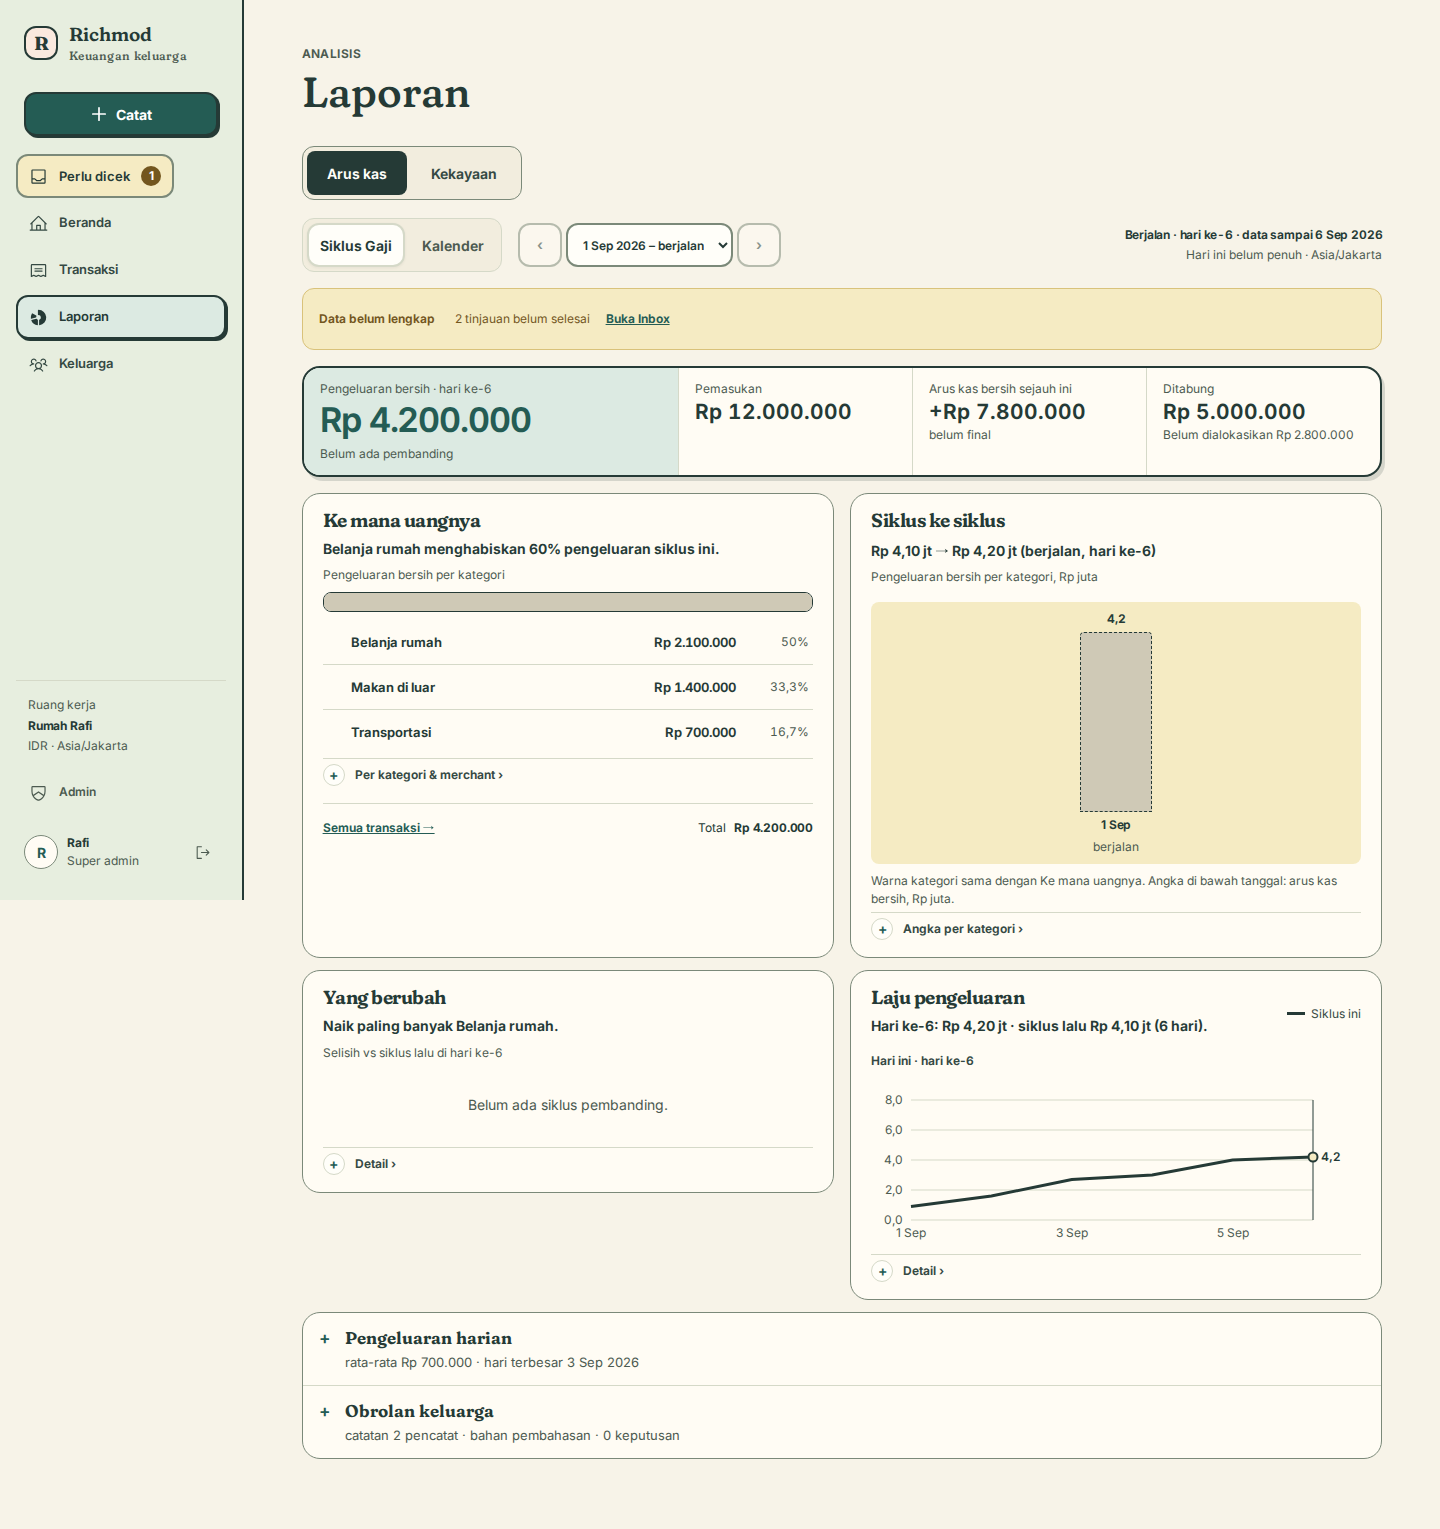 R
Richmod
Keuangan keluarga
+ Catat
Perlu dicek 1
Beranda
Transaksi
Laporan
Keluarga
Ruang kerja
Rumah Rafi
IDR · Asia/Jakarta
Admin
R
Rafi
Super admin
ANALISIS
Laporan
Arus kas Kekayaan
Siklus Gaji Kalender ‹ 1 Sep 2026 – berjalan ›
Berjalan · hari ke-6 · data sampai 6 Sep 2026
Hari ini belum penuh · Asia/Jakarta
Data belum lengkap 2 tinjauan belum selesai Buka Inbox
Pengeluaran bersih · hari ke-6
Rp 4.200.000
Belum ada pembanding
Pemasukan
Rp 12.000.000
Arus kas bersih sejauh ini
+Rp 7.800.000
belum final
Ditabung
Rp 5.000.000
Belum dialokasikan Rp 2.800.000
Ke mana uangnya
Belanja rumah menghabiskan 60% pengeluaran siklus ini.
Pengeluaran bersih per kategori
Belanja rumah Rp 2.100.000 50%
Makan di luar Rp 1.400.000 33,3%
Transportasi Rp 700.000 16,7%
+ Per kategori & merchant ›
Semua transaksi → Total Rp 4.200.000
Siklus ke siklus
Rp 4,10 jt → Rp 4,20 jt (berjalan, hari ke-6)
Pengeluaran bersih per kategori, Rp juta
4,2
1 Sep
berjalan
Warna kategori sama dengan Ke mana uangnya. Angka di bawah tanggal: arus kas
bersih, Rp juta.
+ Angka per kategori ›
Yang berubah
Naik paling banyak Belanja rumah.
Selisih vs siklus lalu di hari ke-6
Belum ada siklus pembanding.
+ Detail ›
Laju pengeluaran
Siklus ini
Hari ke-6: Rp 4,20 jt · siklus lalu Rp 4,10 jt (6 hari).
Hari ini · hari ke-6
8,0
6,0
4,0
4,2
2,0
0,0
1 Sep 3 Sep 5 Sep
+ Detail ›
+ Pengeluaran harian
rata-rata Rp 700.000 · hari terbesar 3 Sep 2026
+ Obrolan keluarga
catatan 2 pencatat · bahan pembahasan · 0 keputusan